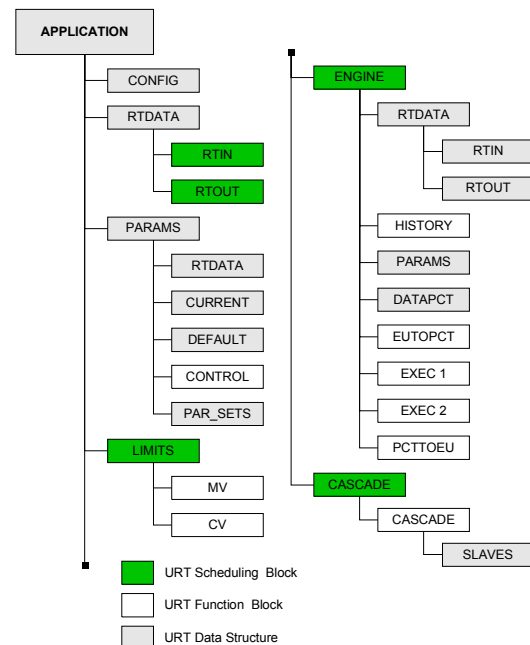 APPLICATION
CONFIG
RTDATA
RTIN
RTOUT
PARAMS
RTDATA
CURRENT
DEFAULT
CONTROL
PAR_SETS
LIMITS
MV
CV
ENGINE
RTDATA
RTIN
RTOUT
HISTORY
PARAMS
DATAPCT
EUTOPCT
EXEC 1
EXEC 2
PCTTOEU
CASCADE
CASCADE
SLAVES
URT Scheduling Block
URT Function Block
URT Data Structure